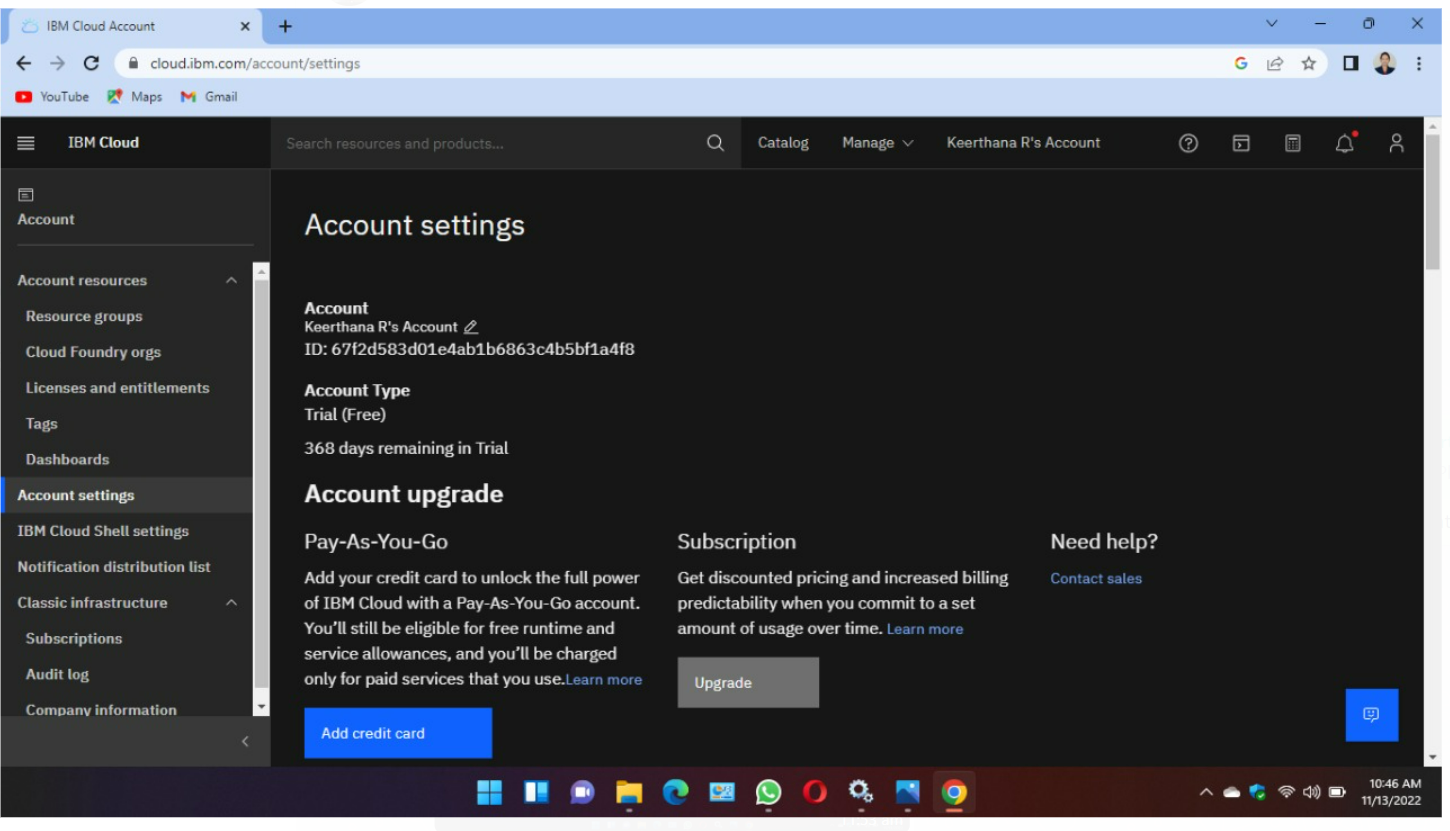 IBM Cloud Account
cloud.ibm.com/account/settings
YouTube Maps Gmail
IBM Cloud
Search resources and products...
Catalog Manage Keerthana R's Account
Account
Account resources
Resource groups
Cloud Foundry orgs
Licenses and entitlements
Tags
Dashboards
Account settings
IBM Cloud Shell settings
Notification distribution list
Classic infrastructure
Subscriptions
Audit log
Company information
Account settings
Account
Keerthana R's Account
ID: 67f2d583d01e4ab1b6863c4b5bf1a4f8
Account Type
Trial (Free)
368 days remaining in Trial
Account upgrade
Pay-As-You-Go
Add your credit card to unlock the full power
of IBM Cloud with a Pay-As-You-Go account.
You'll still be eligible for free runtime and
service allowances, and you'll be charged
only for paid services that you use.Learn more
Add credit card
Subscription
Get discounted pricing and increased billing
predictability when you commit to a set
amount of usage over time. Learn more
Upgrade
Need help?
Contact sales
10:46 AM
11/13/2022